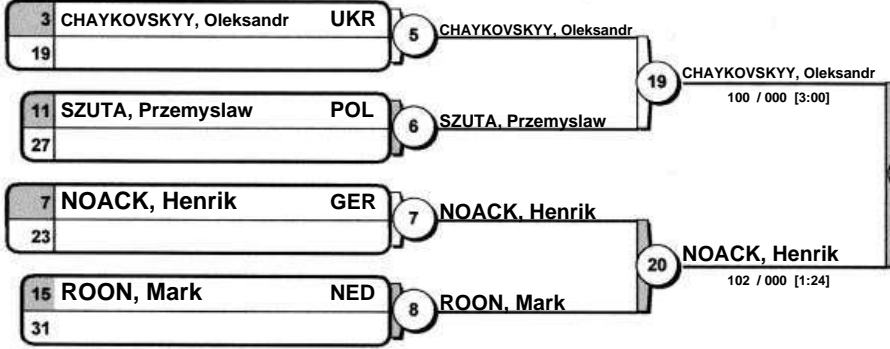 3 CHAYKOVSKYY, Oleksandr UKR
19
5
CHAYKOVSKYY, Oleksandr
11 SZUTA, Przemyslaw POL
27
6
SZUTA, Przemyslaw
19
CHAYKOVSKYY, Oleksandr
100 / 000 [3:00]
7 NOACK, Henrik GER
23
7
NOACK, Henrik
15 ROON, Mark NED
31
8
ROON, Mark
20
NOACK, Henrik
102 / 000 [1:24]